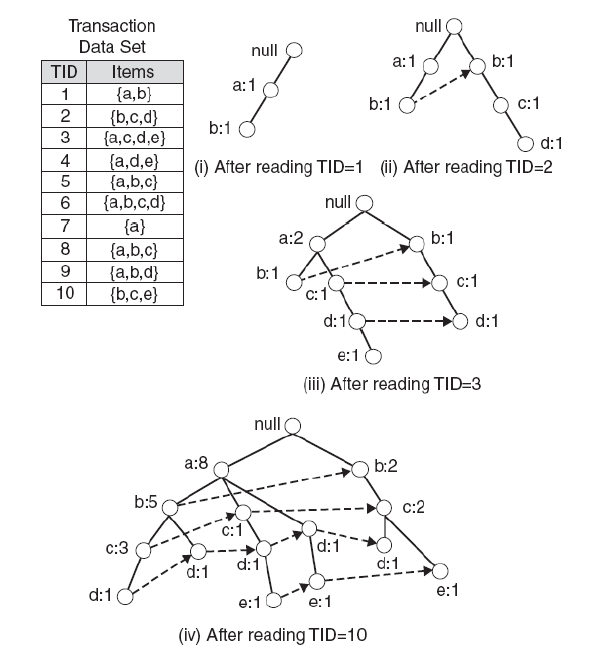 Transaction
Data Set
TID Items
1 {a,b}
2 {b,c,d}
3 {a,c,d,e}
4 {a,d,e}
5 {a,b,c}
6 {a,b,c,d}
7 {a}
8 {a,b,c}
9 {a,b,d}
10 {b,c,e}
null
a:1
b:1
(i) After reading TID=1
null
a:1 b:1
b:1 c:1
d:1
(ii) After reading TID=2
null
a:2 b:1
b:1 c:1 c:1
d:1 d:1
e:1
(iii) After reading TID=3
null
a:8 b:2
b:5 c:2
c:1
c:3 d:1 d:1 d:1 d:1
d:1 e:1 e:1 e:1
(iv) After reading TID=10